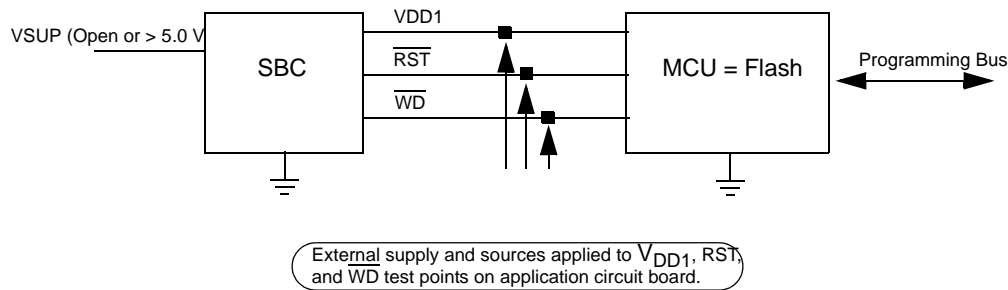 VDD1
VSUP (Open or > 5.0 V
SBC
RST
WD
MCU = Flash
Programming Bus
External supply and sources applied to VDD1, RST,
and WD test points on application circuit board.